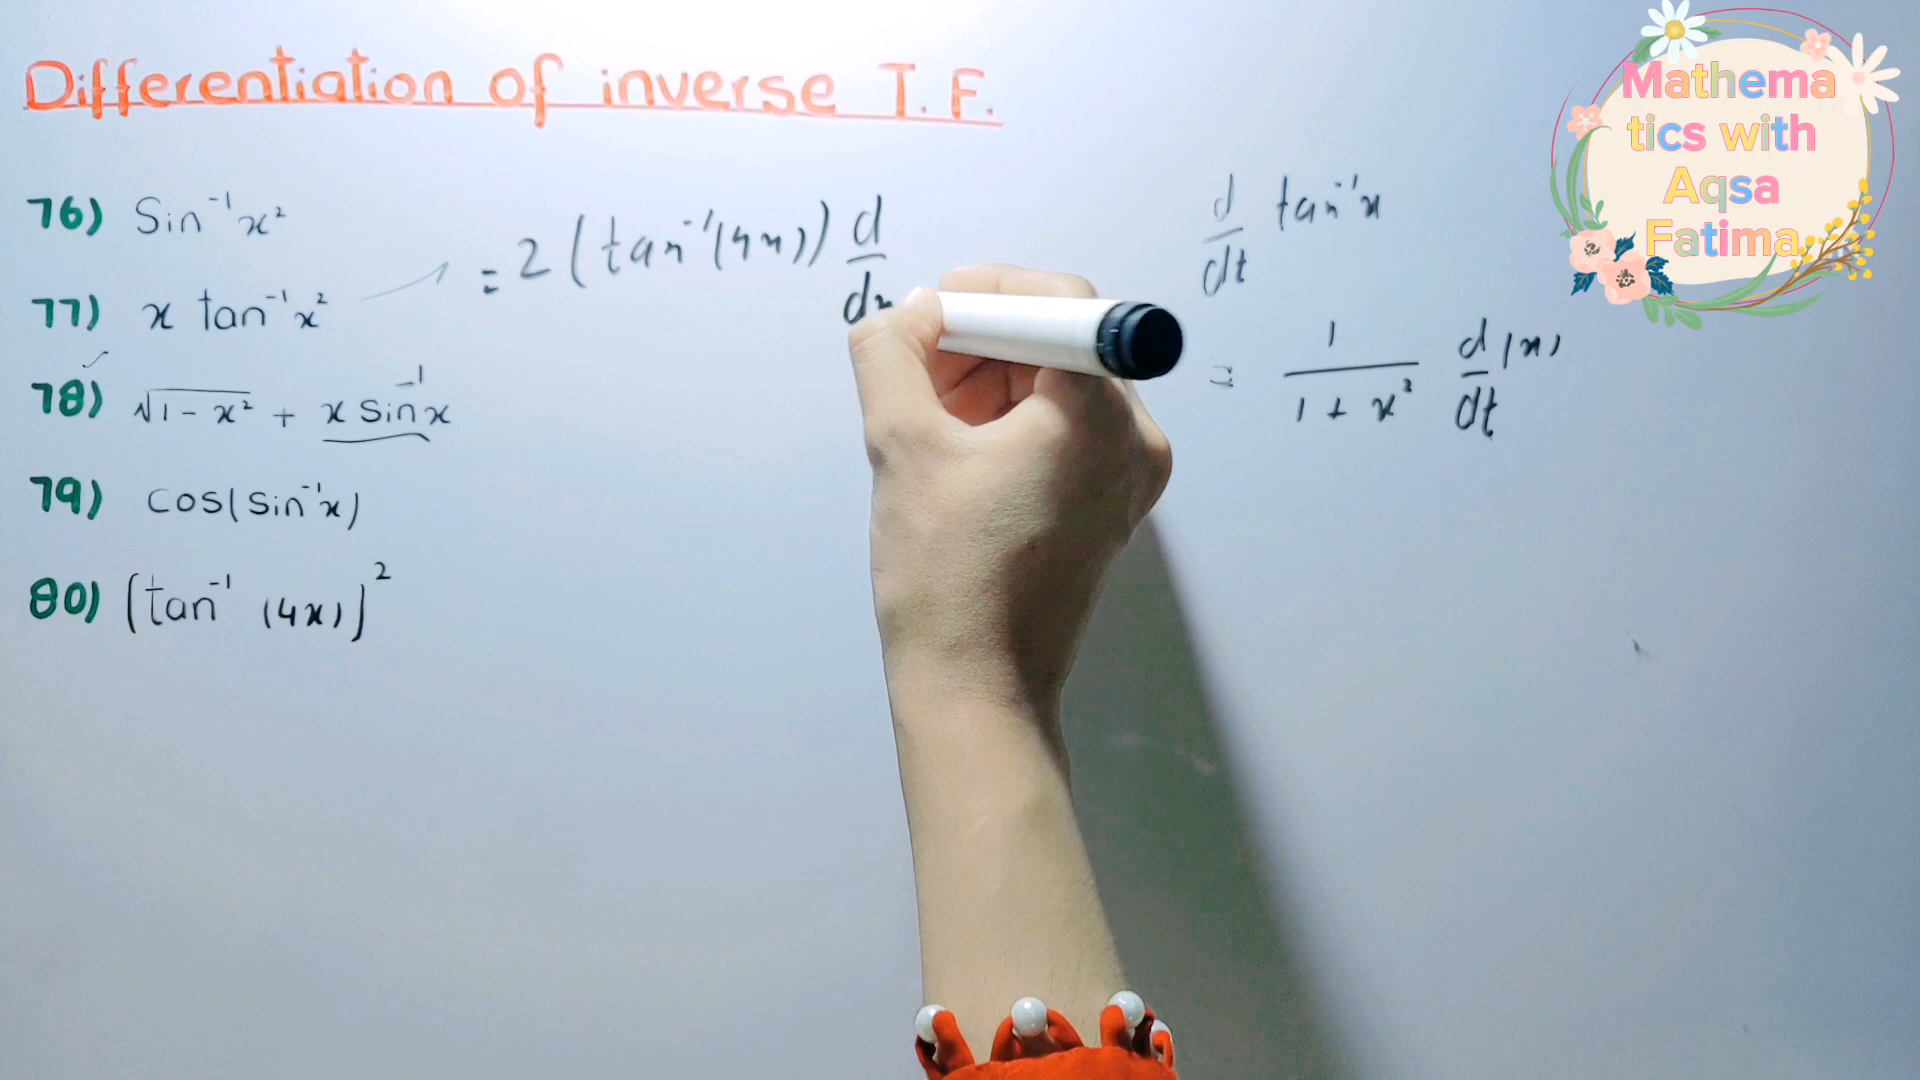 Differentiation of inverse T. F.
76) Sin⁻¹x²
77) x tan⁻¹x²
78) √1 - x² + x Sin⁻¹x
79) cos(sin⁻¹x)
80) [tan⁻¹ (4x)]²
= 2 (tan⁻¹(4x)) d/dx
d/dt tan⁻¹x
= 1/(1 + x²) d/dt (x)
Mathema
tics with
Aqsa
Fatima